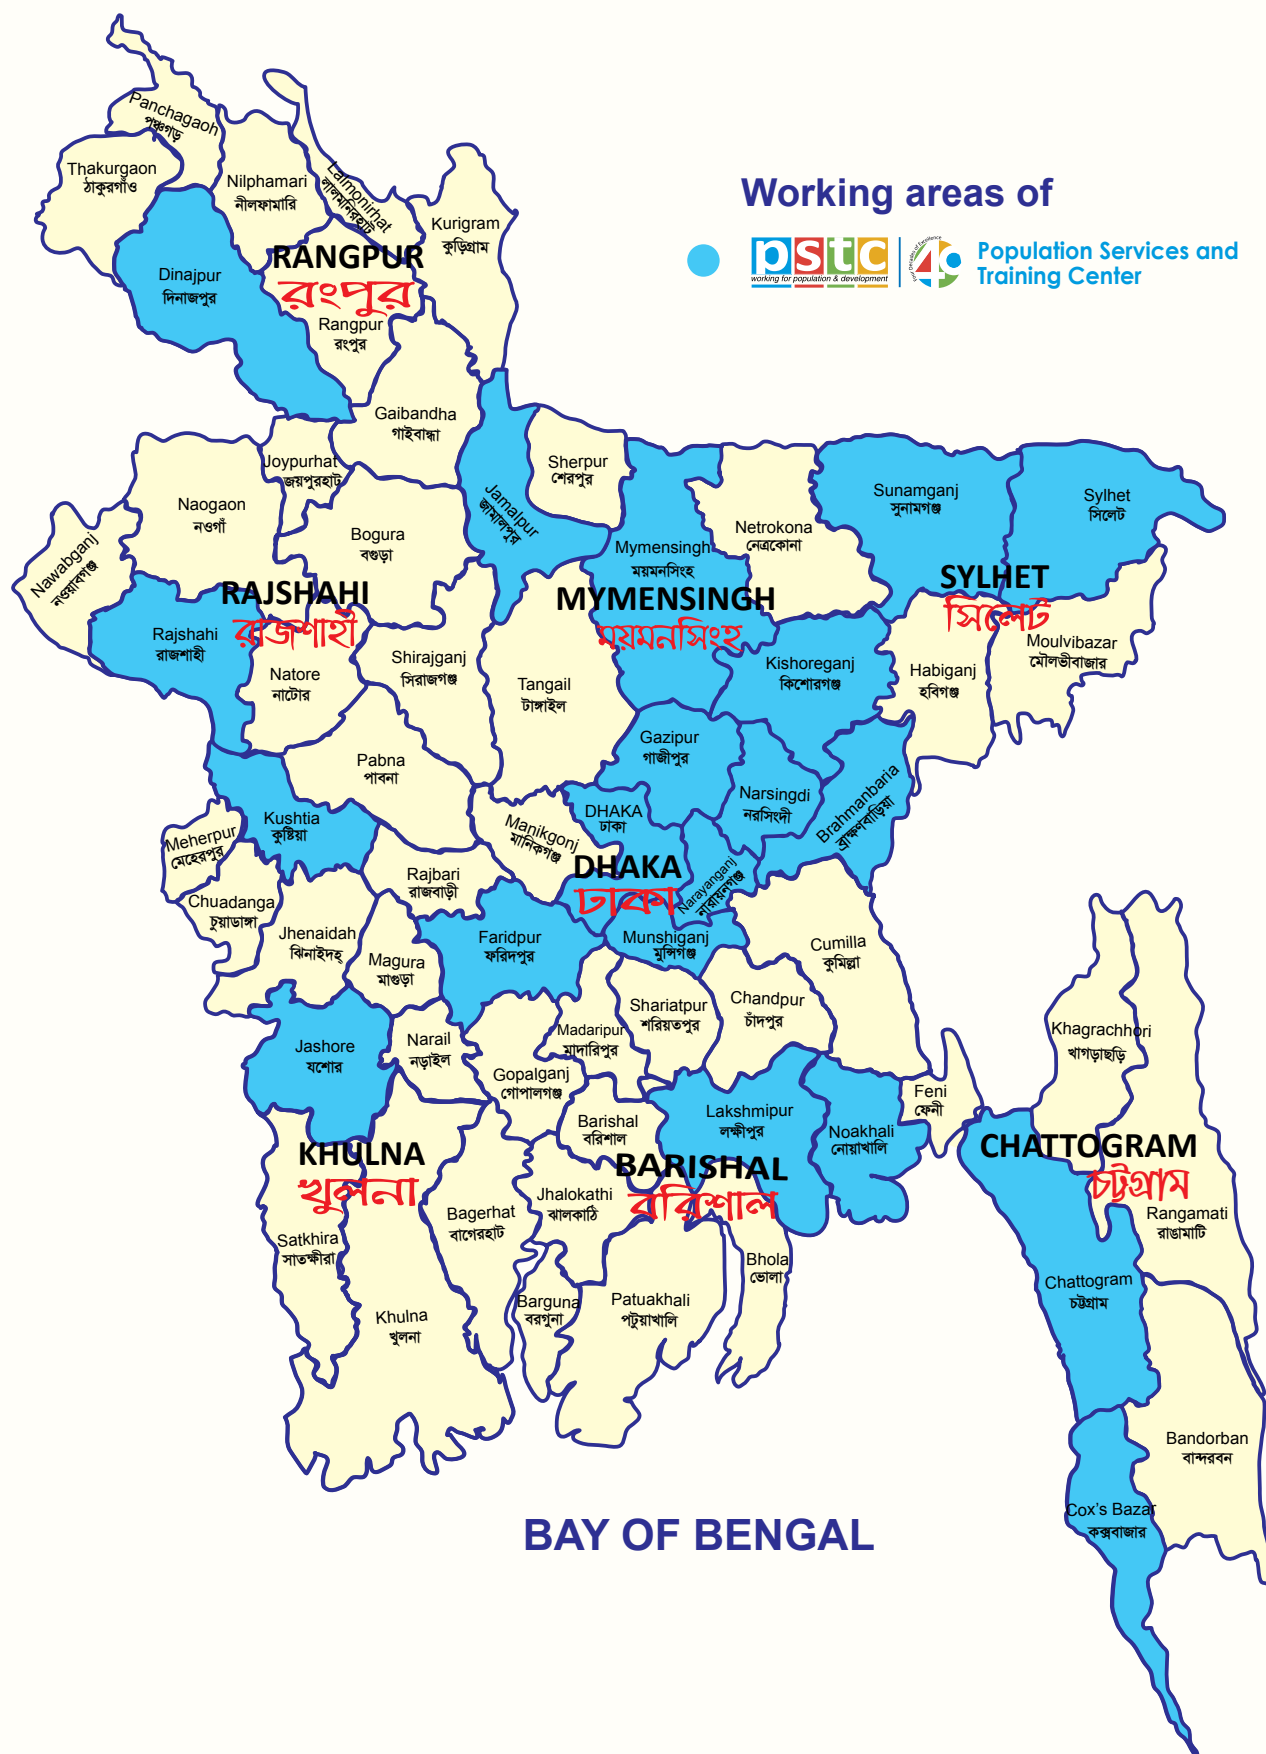 Working areas of
pstc
working for population & development
40
Four Decades of Excellence
Population Services and
Training Center
Panchagaoh
পঞ্চগড়
Thakurgaon
ঠাকুরগাঁও
Nilphamari
নীলফামারি
Lalmonirhat
লালমনিরহাট
Kurigram
কুড়িগ্রাম
RANGPUR
রংপুর
Dinajpur
দিনাজপুর
Rangpur
রংপুর
Gaibandha
গাইবান্ধা
Joypurhat
জয়পুরহাট
Sherpur
শেরপুর
Jamalpur
জামালপুর
Naogaon
নওগাঁ
Bogura
বগুড়া
Nawabganj
নওয়াবগঞ্জ
Mymensingh
ময়মনসিংহ
Netrokona
নেত্রকোনা
Sunamganj
সুনামগঞ্জ
Sylhet
সিলেট
RAJSHAHI
রাজশাহী
MYMENSINGH
ময়মনসিংহ
SYLHET
সিলেট
Rajshahi
রাজশাহী
Natore
নাটোর
Shirajganj
সিরাজগঞ্জ
Tangail
টাঙ্গাইল
Kishoreganj
কিশোরগঞ্জ
Habiganj
হবিগঞ্জ
Moulvibazar
মৌলভীবাজার
Gazipur
গাজীপুর
Pabna
পাবনা
Narsingdi
নরসিংদী
Brahmanbaria
ব্রাহ্মণবাড়িয়া
Kushtia
কুষ্টিয়া
Meherpur
মেহেরপুর
Manikgonj
মানিকগঞ্জ
DHAKA
ঢাকা
DHAKA
ঢাকা
Narayanganj
নারায়নগঞ্জ
Rajbari
রাজবাড়ী
Chuadanga
চুয়াডাঙ্গা
Jhenaidah
ঝিনাইদহ্
Magura
মাগুড়া
Faridpur
ফরিদপুর
Munshiganj
মুন্সিগঞ্জ
Cumilla
কুমিল্লা
Shariatpur
শরিয়তপুর
Chandpur
চাঁদপুর
Jashore
যশোর
Narail
নড়াইল
Madaripur
মাদারিপুর
Gopalganj
গোপালগঞ্জ
Khagrachhori
খাগড়াছড়ি
Feni
ফেনী
Barishal
বরিশাল
Lakshmipur
লক্ষীপুর
Noakhali
নোয়াখালি
KHULNA
খুলনা
BARISHAL
বরিশাল
CHATTOGRAM
চট্টগ্রাম
Jhalokathi
ঝালকাঠি
Bagerhat
বাগেরহাট
Rangamati
রাঙামাটি
Satkhira
সাতক্ষীরা
Bhola
ভোলা
Chattogram
চট্টগ্রাম
Khulna
খুলনা
Barguna
বরগুনা
Patuakhali
পটুয়াখালি
Bandorban
বান্দরবন
Cox's Bazar
কক্সবাজার
BAY OF BENGAL